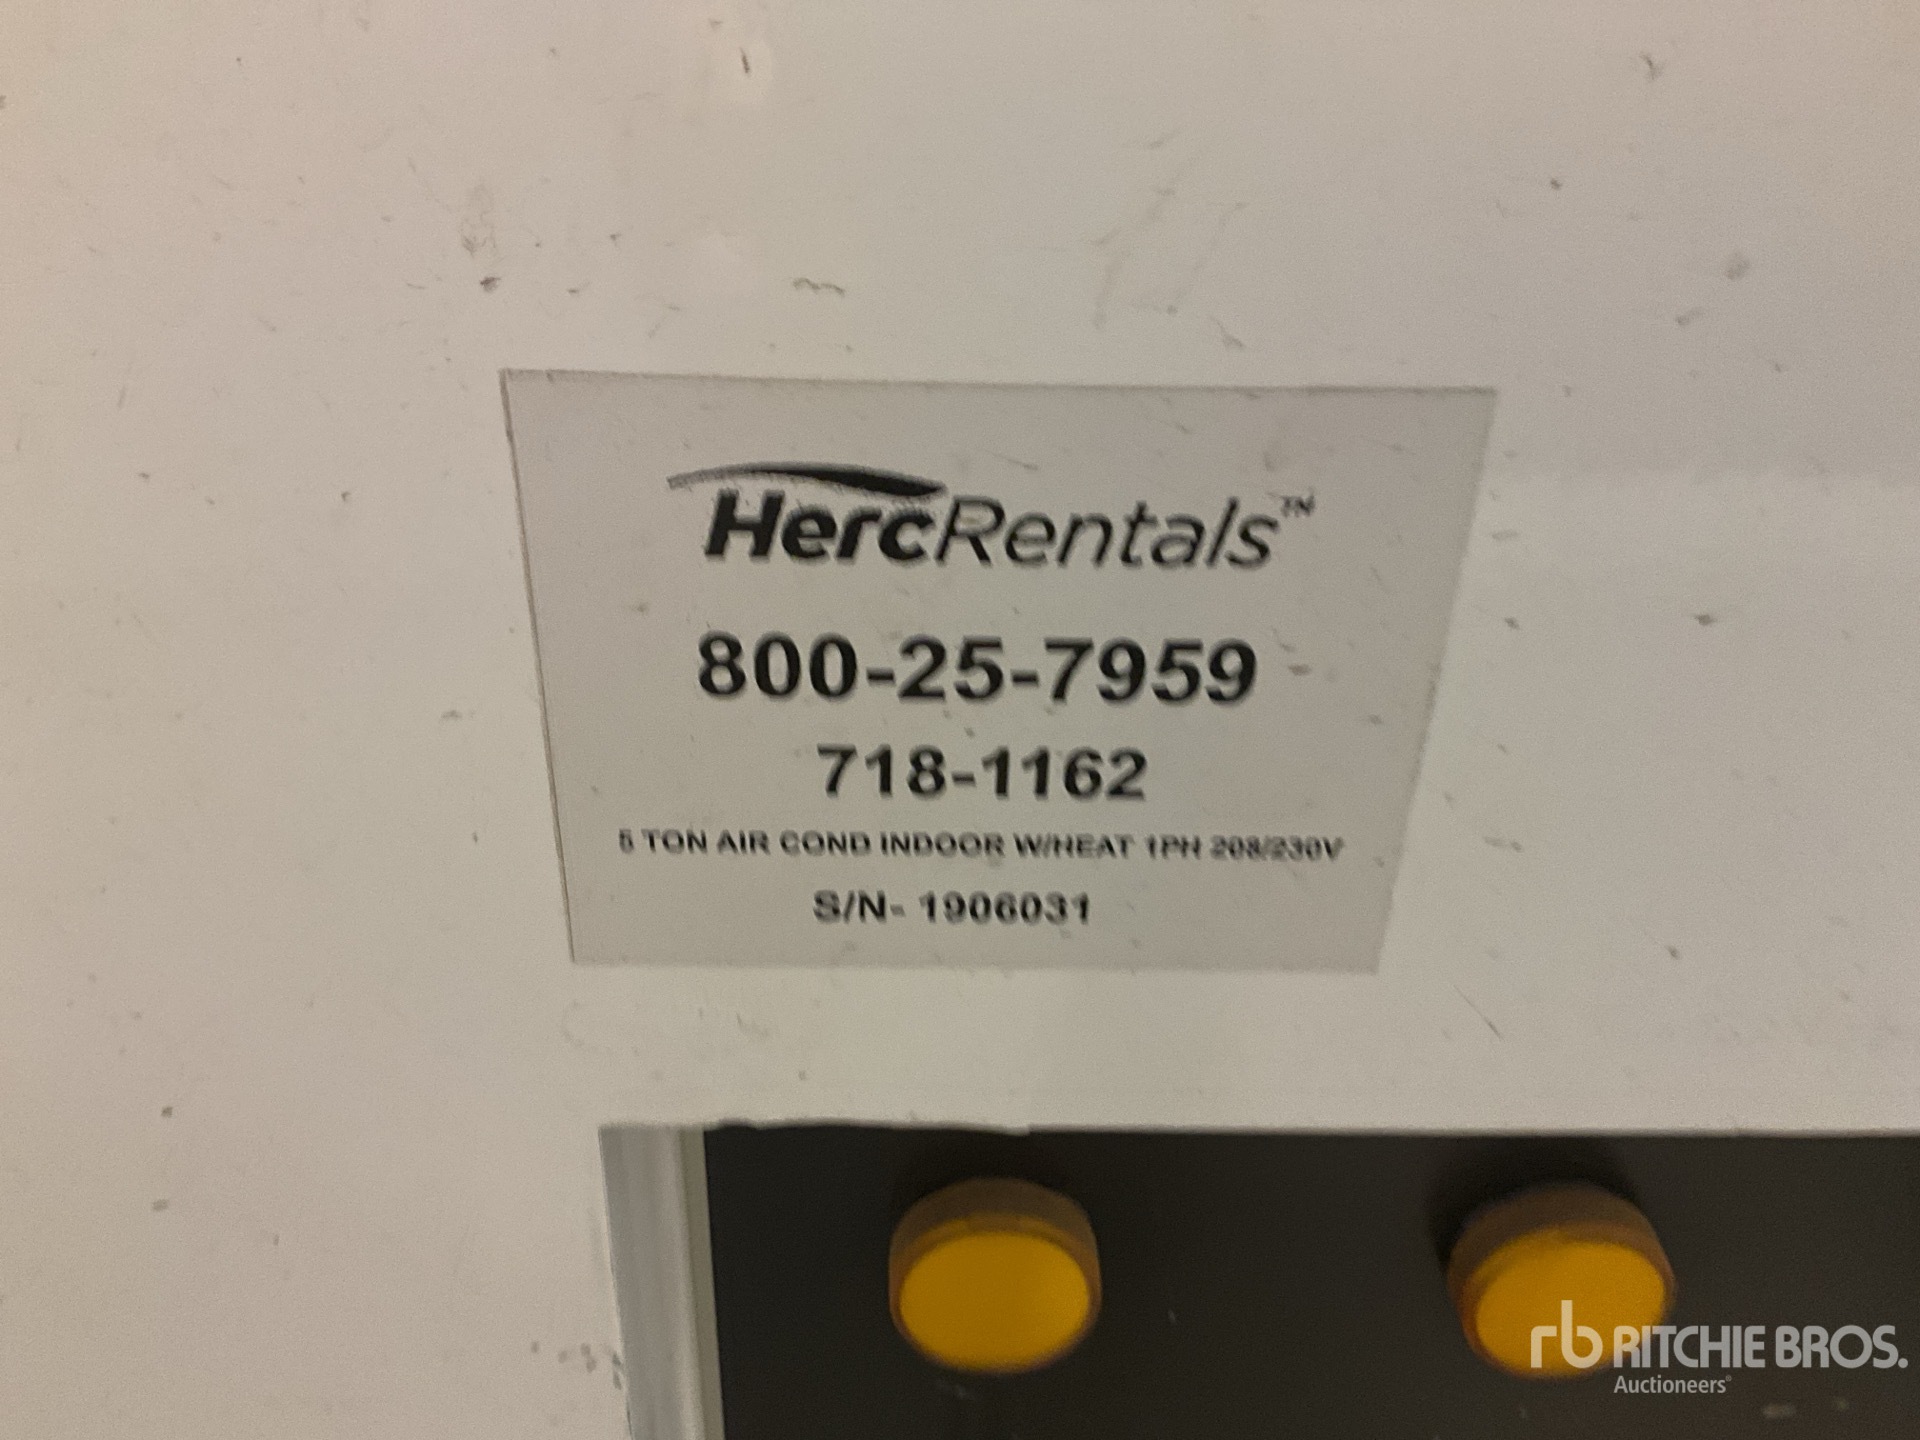 HercRentals™
800-25-7959
718-1162
5 TON AIR COND INDOOR W/HEAT 1PH 208/230V
S/N- 1906031
rb RITCHIE BROS.
Auctioneers®